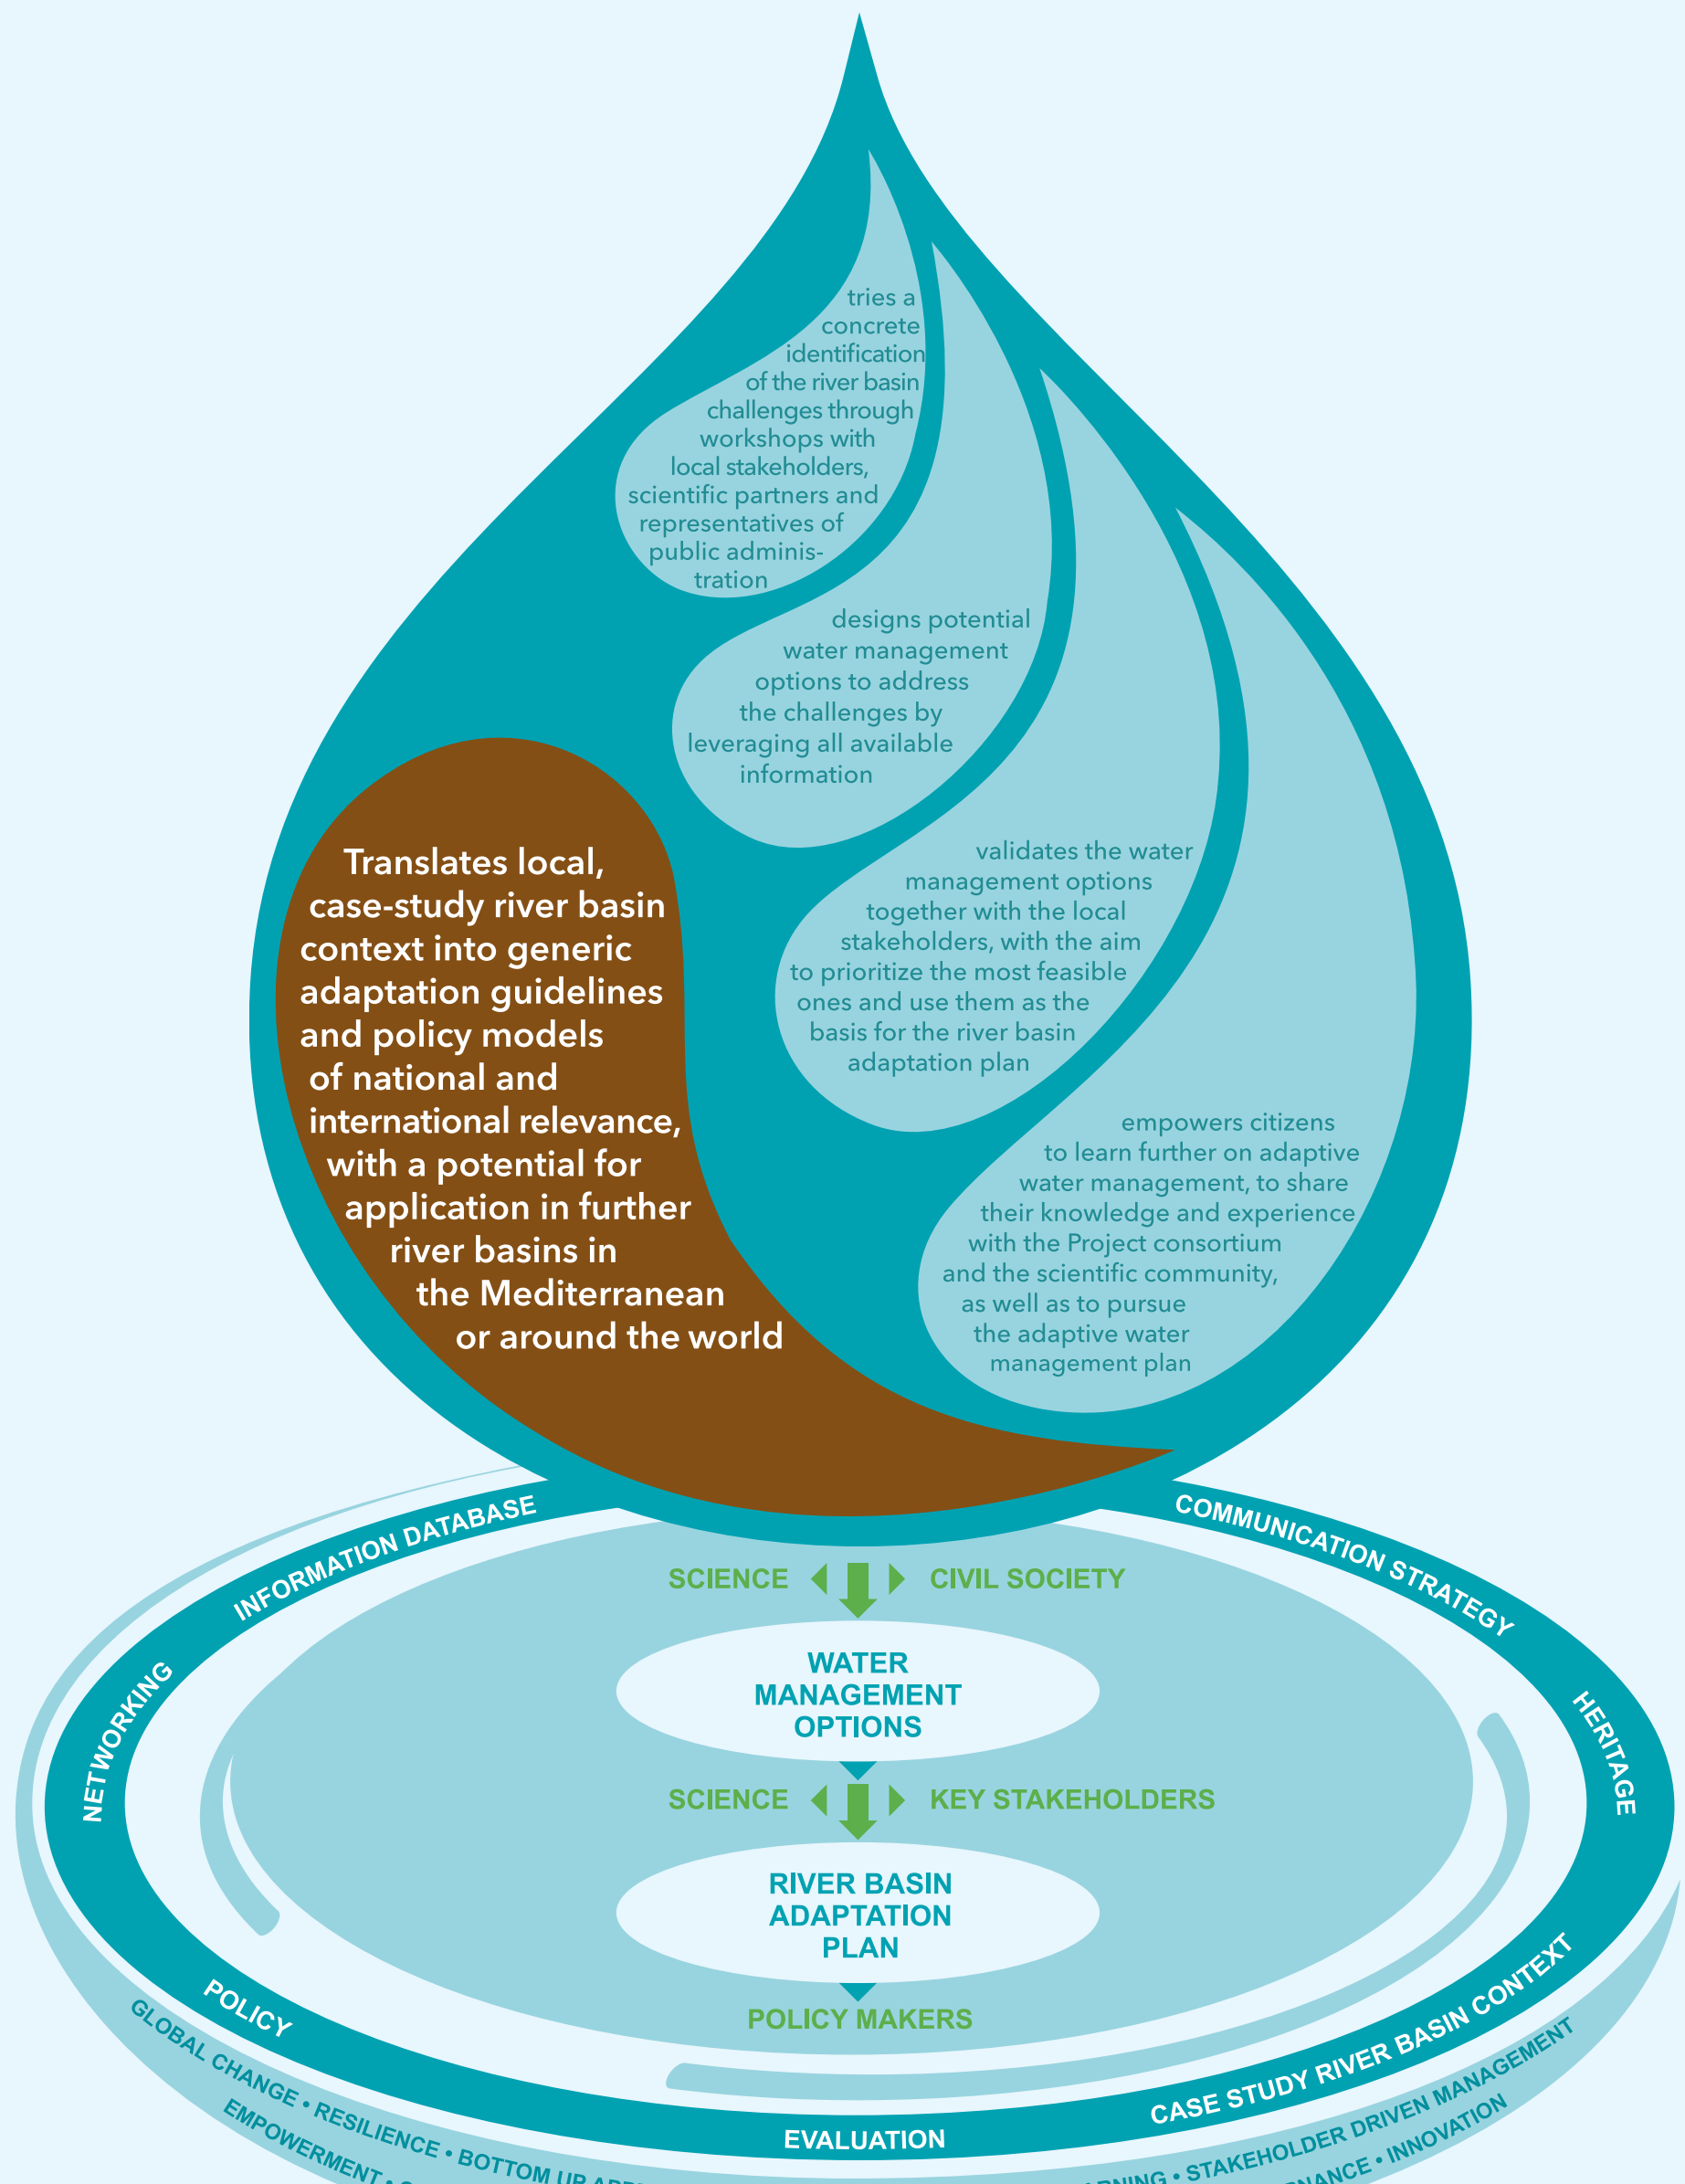 tries a
concrete
identification
of the river basin
challenges through
workshops with
local stakeholders,
scientific partners and
representatives of
public adminis-
tration
designs potential
water management
options to address
the challenges by
leveraging all available
information
validates the water
management options
together with the local
stakeholders, with the aim
to prioritize the most feasible
ones and use them as the
basis for the river basin
adaptation plan
empowers citizens
to learn further on adaptive
water management, to share
their knowledge and experience
with the Project consortium
and the scientific community,
as well as to pursue
the adaptive water
management plan
Translates local,
case-study river basin
context into generic
adaptation guidelines
and policy models
of national and
international relevance,
with a potential for
application in further
river basins in
the Mediterranean
or around the world
INFORMATION DATABASE
COMMUNICATION STRATEGY
NETWORKING
HERITAGE
SCIENCE CIVIL SOCIETY
WATER
MANAGEMENT
OPTIONS
SCIENCE KEY STAKEHOLDERS
RIVER BASIN
ADAPTATION
PLAN
POLICY MAKERS
POLICY
EVALUATION
CASE STUDY RIVER BASIN CONTEXT
GLOBAL CHANGE • RESILIENCE • BOTTOM UP
• STAKEHOLDER DRIVEN MANAGEMENT
EMPOWERMENT •
• INNOVATION